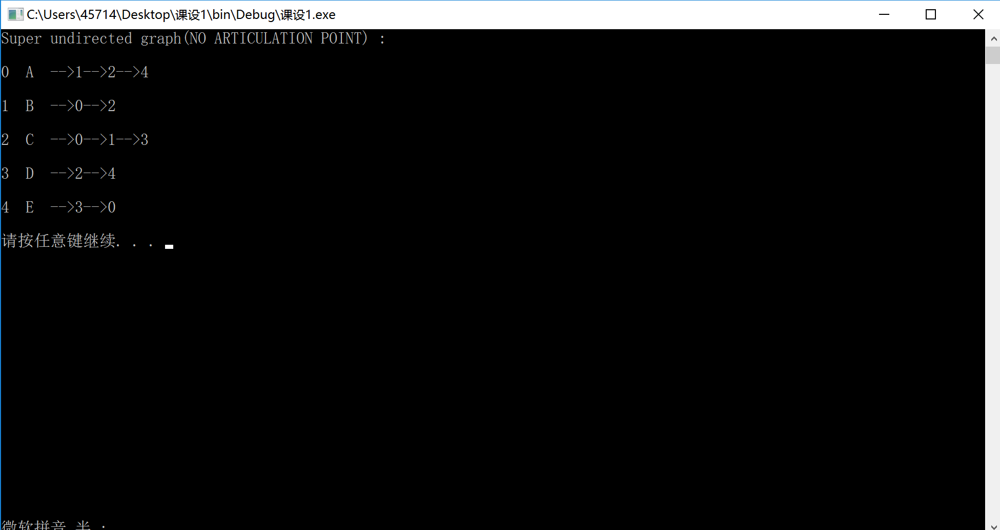 C:\Users\45714\Desktop\课设1\bin\Debug\课设1.exe
Super undirected graph(NO ARTICULATION POINT) :
0  A  -->1-->2-->4
1  B  -->0-->2
2  C  -->0-->1-->3
3  D  -->2-->4
4  E  -->3-->0
请按任意键继续. . .
微软拼音 半 :